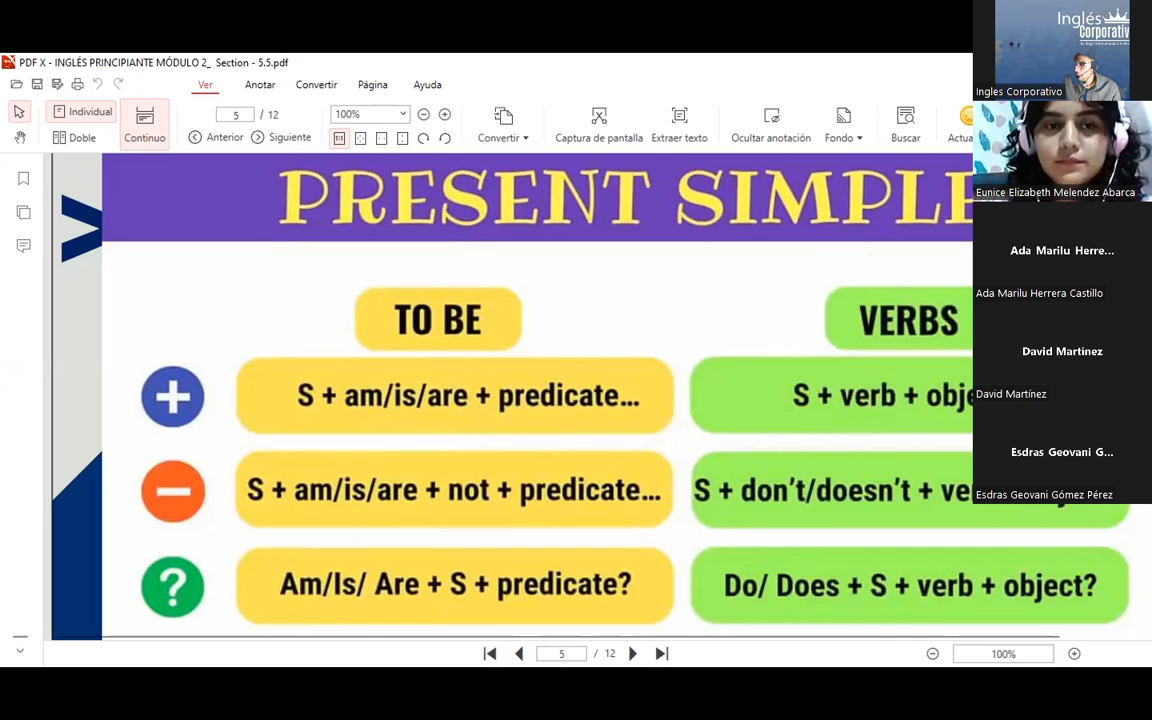 PDF X - INGLÉS PRINCIPIANTE MÓDULO 2_ Section - 5.5.pdf
Ver Anotar Convertir Página Ayuda
Individual
Doble
Continuo
5 / 12
Anterior Siguiente
100%
Convertir
Captura de pantalla
Extraer texto
Ocultar anotación
Fondo
Buscar
Actua
PRESENT SIMPLE
TO BE
VERBS
S + am/is/are + predicate...
S + verb + obje
S + am/is/are + not + predicate...
S + don't/doesn't + ve
?
Am/Is/ Are + S + predicate?
Do/ Does + S + verb + object?
5 / 12
100%
Inglés
Corporativ
Ingles Corporativo
Eunice Elizabeth Melendez Abarca
Ada Marilu Herre...
Ada Marilu Herrera Castillo
David Martínez
David Martínez
Esdras Geovani G...
Esdras Geovani Gómez Pérez